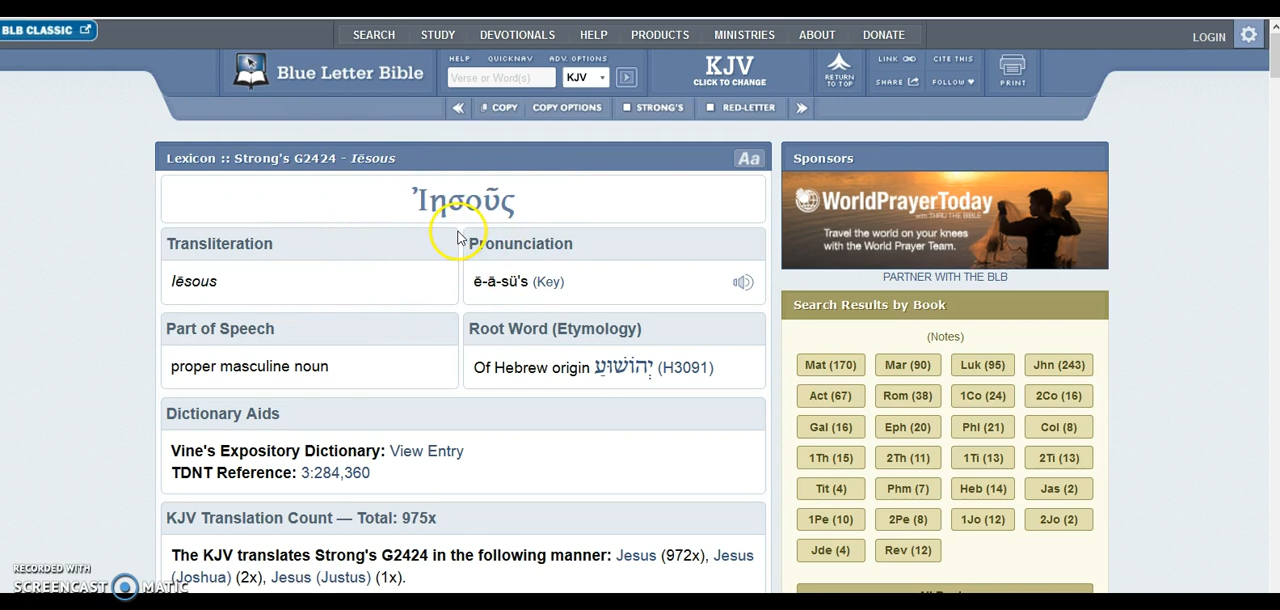 BLB CLASSIC
SEARCH STUDY DEVOTIONALS HELP PRODUCTS MINISTRIES ABOUT DONATE
LOGIN
Blue Letter Bible
HELP QUICKNAV ADV. OPTIONS
Verse or Word(s)
KJV
KJV
CLICK TO CHANGE
RETURN
TO TOP
LINK CITE THIS
SHARE FOLLOW
PRINT
COPY COPY OPTIONS STRONG'S RED-LETTER
Lexicon :: Strong's G2424 - Iēsous
Aa
Ἰησοῦς
Transliteration
Pronunciation
Iēsous
ē-ā-sü's (Key)
Part of Speech
Root Word (Etymology)
proper masculine noun
Of Hebrew origin יְהוֹשׁוּעַ (H3091)
Dictionary Aids
Vine's Expository Dictionary: View Entry
TDNT Reference: 3:284,360
KJV Translation Count — Total: 975x
The KJV translates Strong's G2424 in the following manner: Jesus (972x), Jesus
(Joshua) (2x), Jesus (Justus) (1x).
Sponsors
WorldPrayerToday
with THRU THE BIBLE
Travel the world on your knees
with the World Prayer Team.
PARTNER WITH THE BLB
Search Results by Book
(Notes)
Mat (170) Mar (90) Luk (95) Jhn (243)
Act (67) Rom (38) 1Co (24) 2Co (16)
Gal (16) Eph (20) Phl (21) Col (8)
1Th (15) 2Th (11) 1Ti (13) 2Ti (13)
Tit (4) Phm (7) Heb (14) Jas (2)
1Pe (10) 2Pe (8) 1Jo (12) 2Jo (2)
Jde (4) Rev (12)
RECORDED WITH
SCREENCAST MATIC